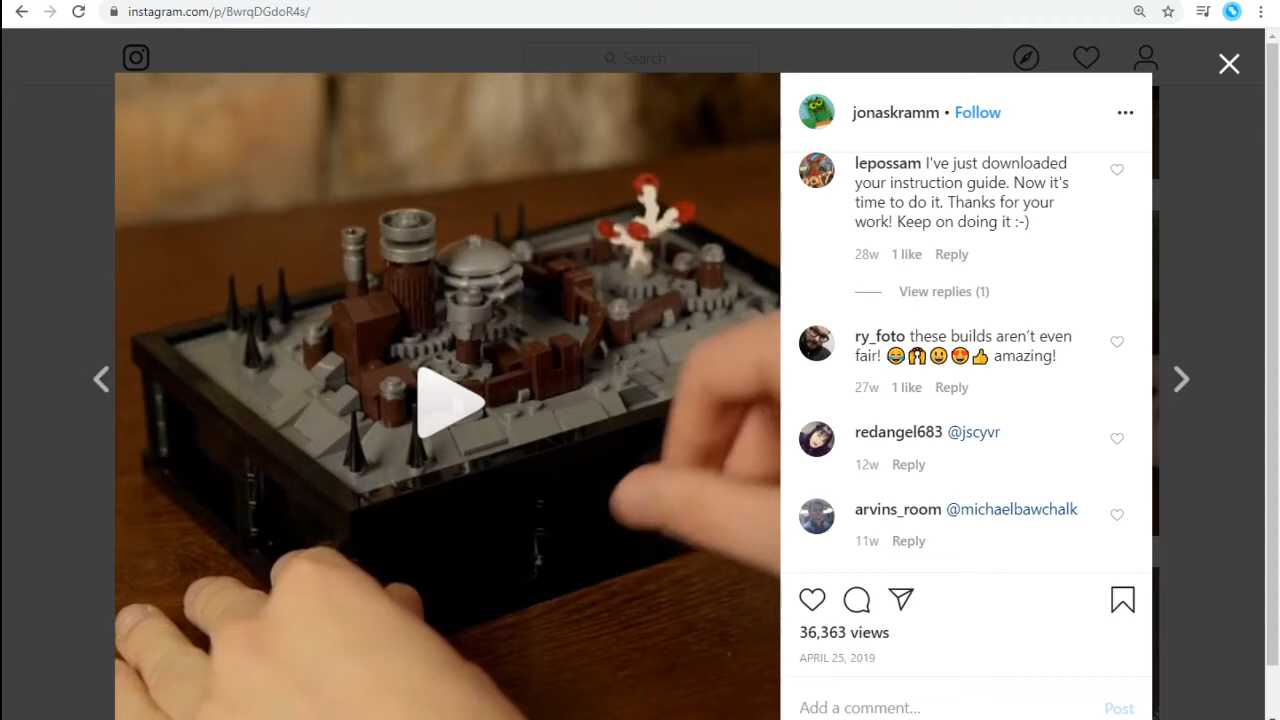 instagram.com/p/BwrqDGdoR4s/
Search
jonaskramm • Follow
lepossam I've just downloaded
your instruction guide. Now it's
time to do it. Thanks for your
work! Keep on doing it :-)
28w 1 like Reply
View replies (1)
ry_foto these builds aren’t even
fair! 😂🙌😃😍👍 amazing!
27w 1 like Reply
redangel683 @jscyvr
12w Reply
arvins_room @michaelbawchalk
11w Reply
36,363 views
APRIL 25, 2019
Add a comment... Post